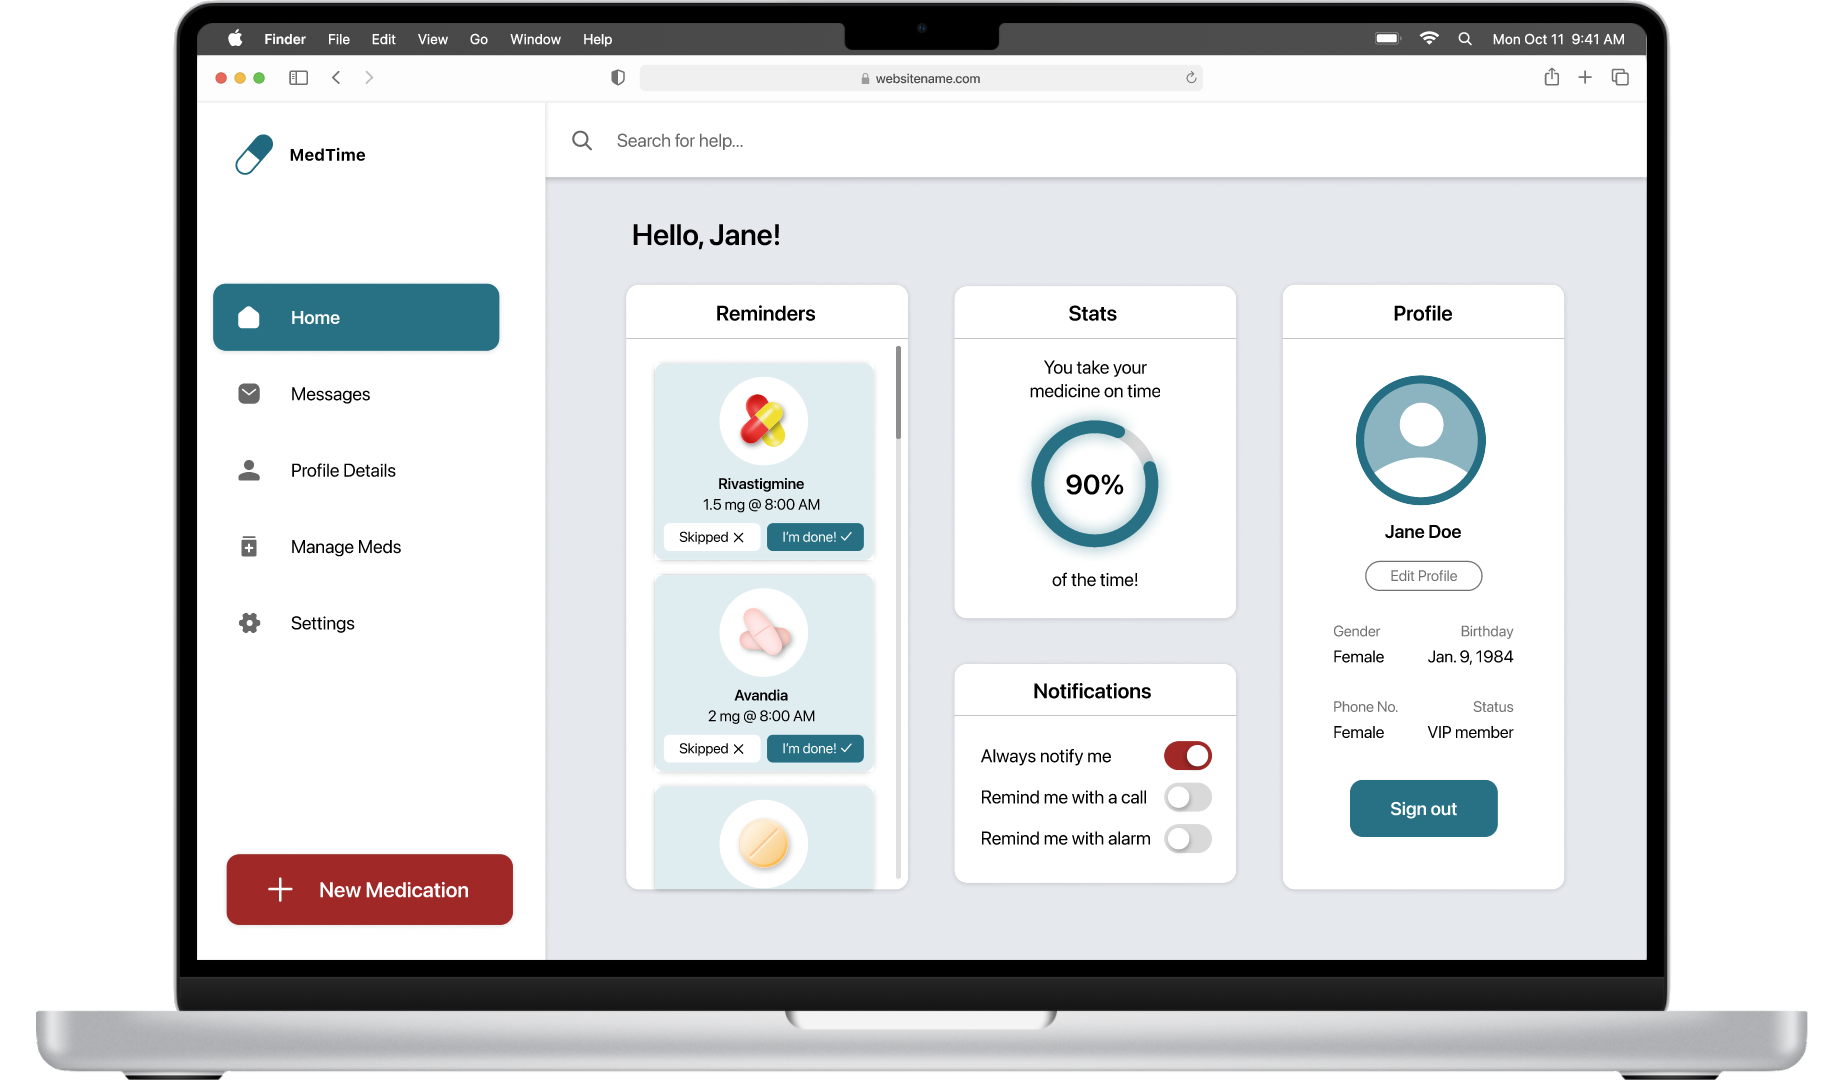 Finder File Edit View Go Window Help
Mon Oct 11 9:41 AM
websitename.com
MedTime
Search for help...
Home
Messages
Profile Details
Manage Meds
Settings
New Medication
Hello, Jane!
Reminders
Rivastigmine
1.5 mg @ 8:00 AM
Skipped I'm done!
Avandia
2 mg @ 8:00 AM
Skipped I'm done!
Stats
You take your
medicine on time
90%
of the time!
Notifications
Always notify me
Remind me with a call
Remind me with alarm
Profile
Jane Doe
Edit Profile
Gender Birthday
Female Jan. 9, 1984
Phone No. Status
Female VIP member
Sign out